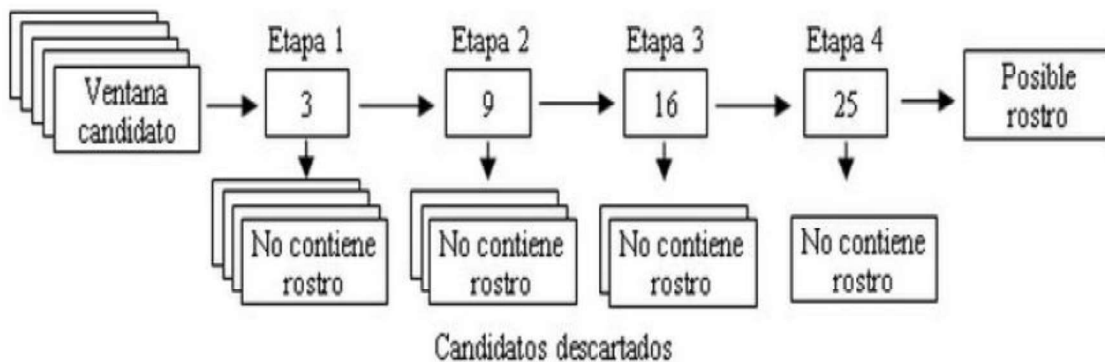 Etapa 1
Etapa 2
Etapa 3
Etapa 4
Ventana
candidato
3
9
16
25
Posible
rostro
No contiene
rostro
No contiene
rostro
No contiene
rostro
No contiene
rostro
Candidatos descartados